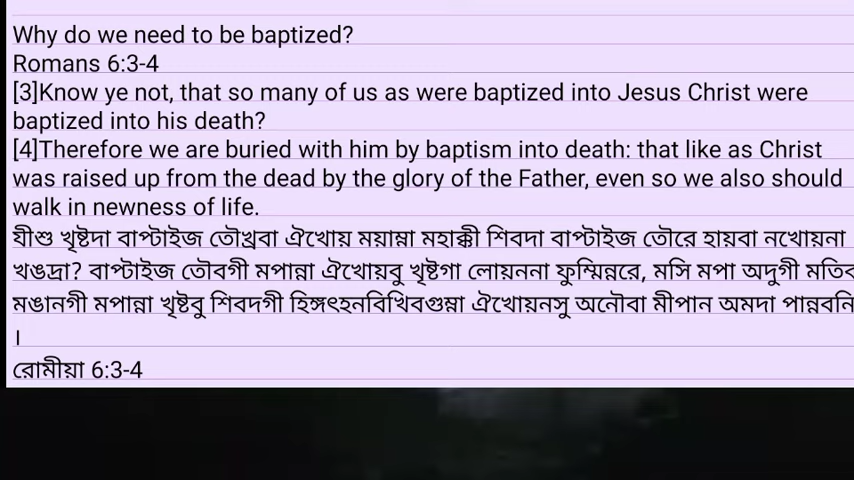 Why do we need to be baptized?
Romans 6:3-4
[3]Know ye not, that so many of us as were baptized into Jesus Christ were
baptized into his death?
[4]Therefore we are buried with him by baptism into death: that like as Christ
was raised up from the dead by the glory of the Father, even so we also should
walk in newness of life.
যীশু খৃষ্টদা বাপ্টাইজ তৌখ্রবা ঐখোয় ময়াম্না মহাক্কী শিবদা বাপ্টাইজ তৌরে হায়বা নখোয়না
খঙদ্রা? বাপ্টাইজ তৌবগী মপান্না ঐখোয়বু খৃষ্টগা লোয়ননা ফুম্মিন্নরে, মসি মপা অদুগী মতিক
মঙানগী মপান্না খৃষ্টবু শিবদগী হিঙ্গৎহনবিখিবগুম্না ঐখোয়নসু অনৌবা মীপান অমদা পান্নবনি
।
রোমীয়া 6:3-4